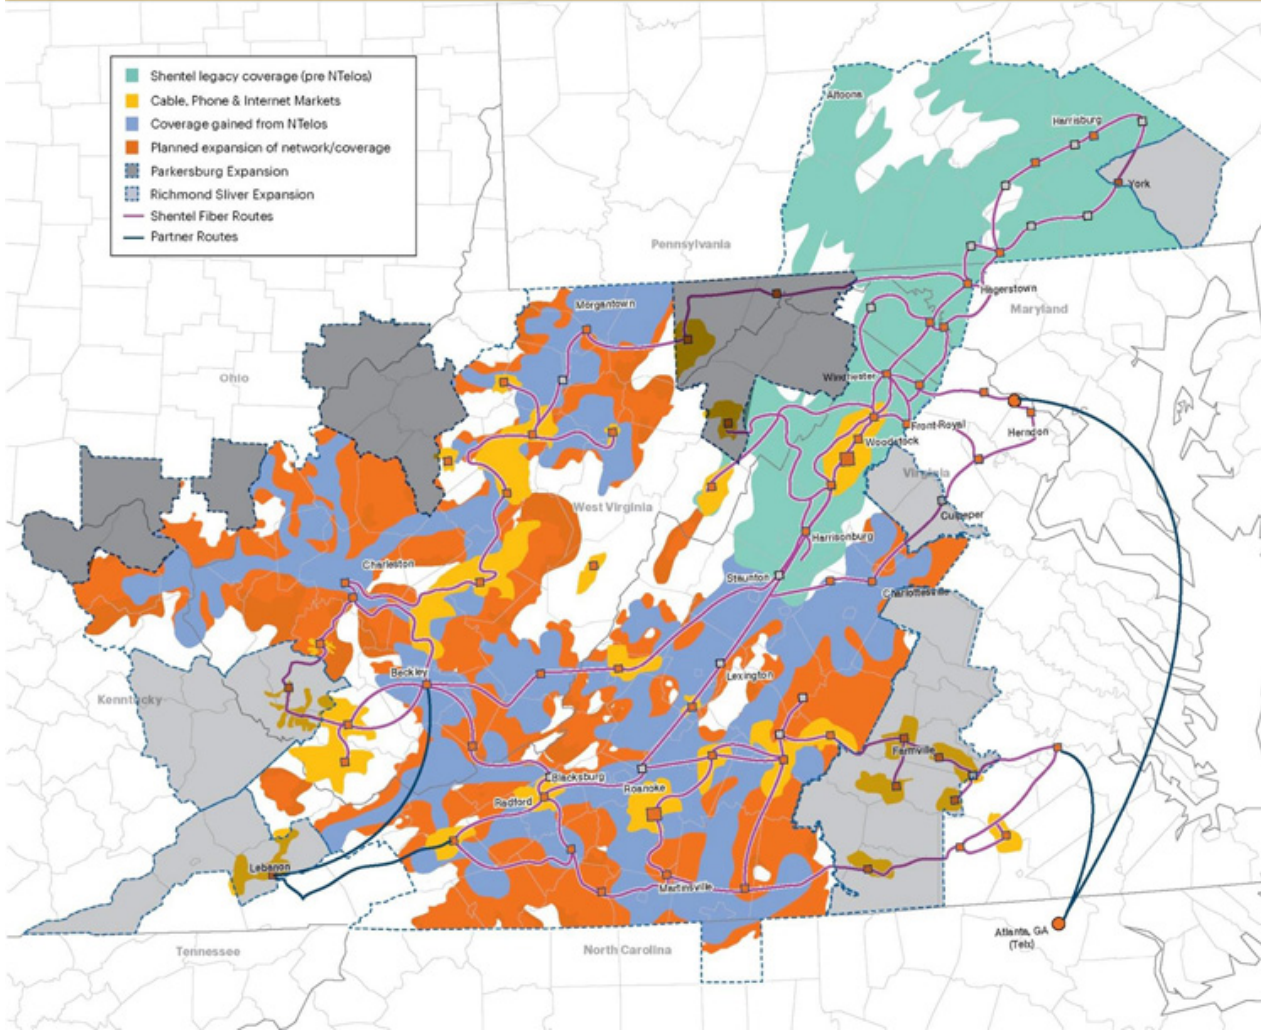 Shentel legacy coverage (pre NTelos)
Cable, Phone & Internet Markets
Coverage gained from NTelos
Planned expansion of network/coverage
Parkersburg Expansion
Richmond Sliver Expansion
Shentel Fiber Routes
Partner Routes
Altoona
Harrisburg
York
Pennsylvania
Hagerstown
Maryland
Morgantown
Ohio
Winchester
Herndon
Front Royal
Woodstock
Virginia
West Virginia
Culpeper
Harrisonburg
Charleston
Staunton
Charlottesville
Beckley
Lexington
Kenntucky
Farmville
Blacksburg
Roanoke
Radford
Lebanon
Martinsville
Atlanta, GA
(Telx)
Tennessee
North Carolina